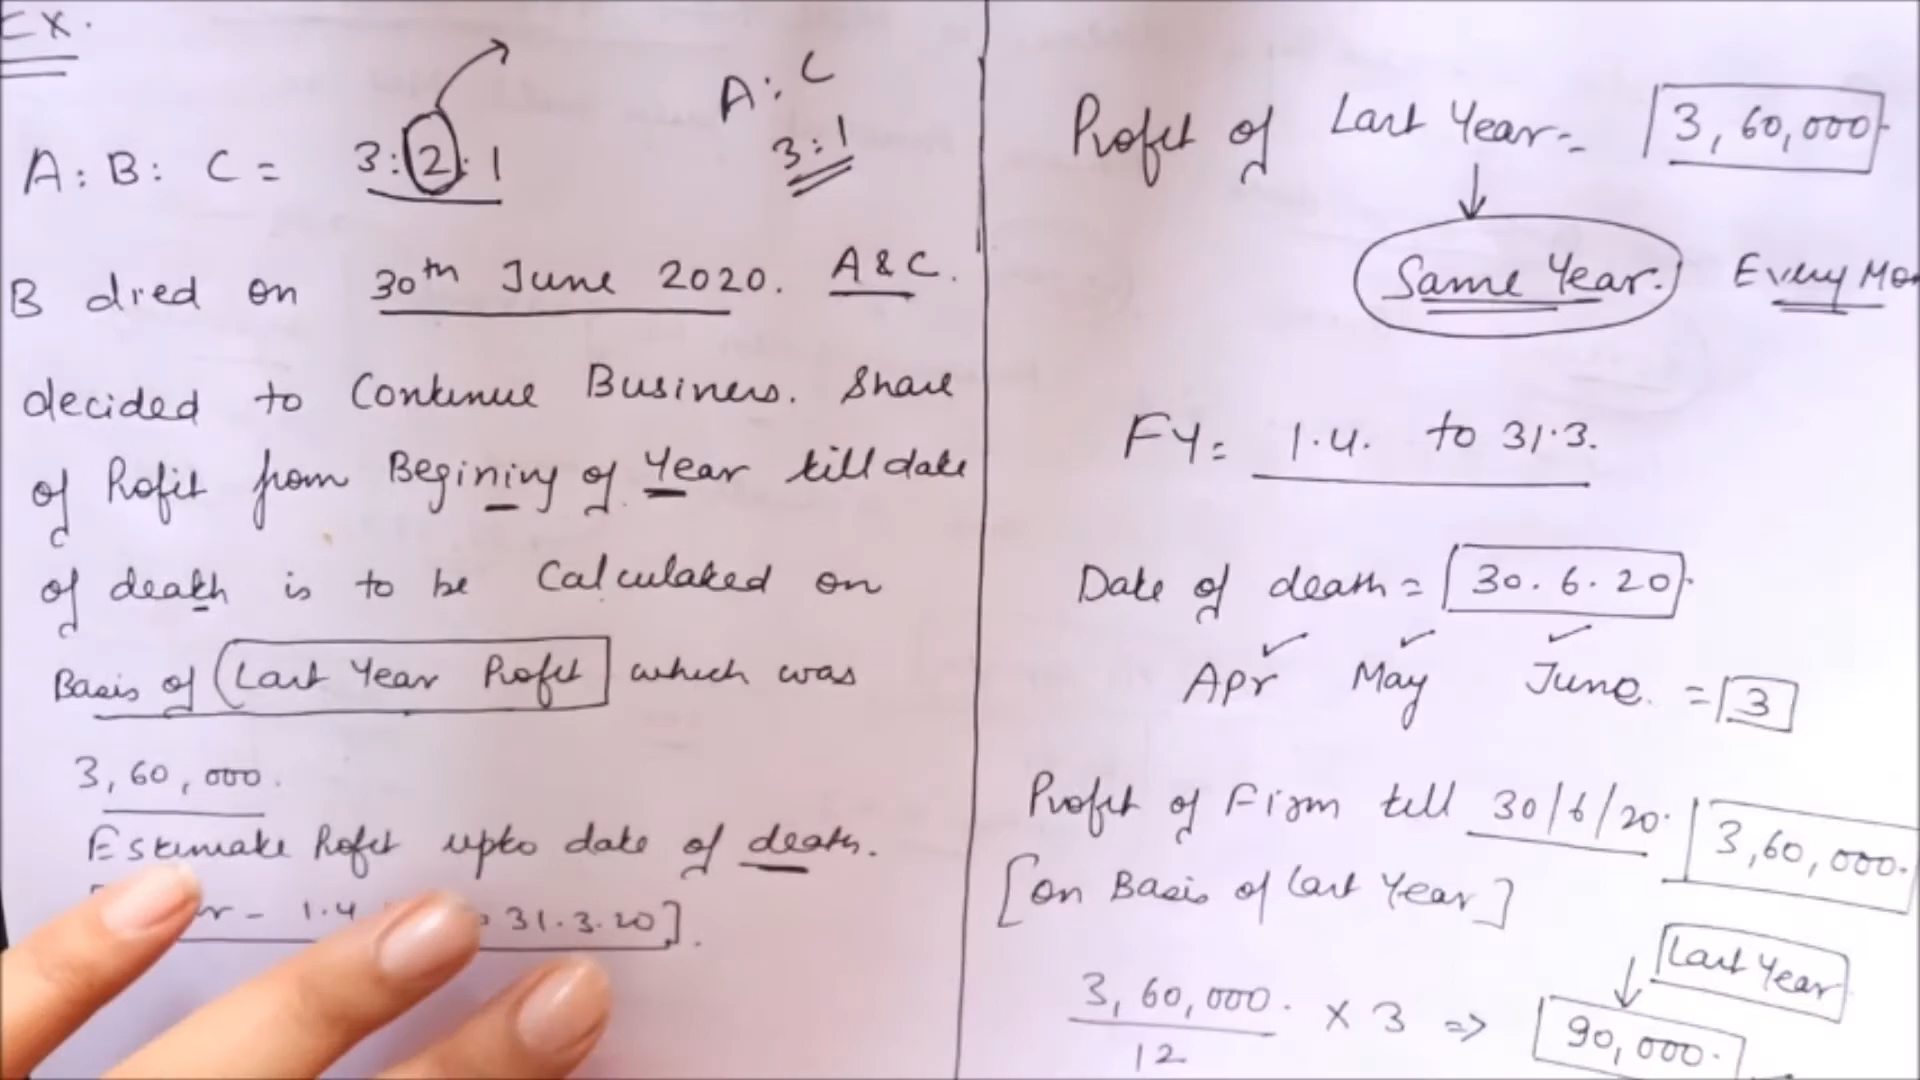 EX.
A : B : C = 3:2:1
A : C
3:1
B died on 30th June 2020. A & C.
decided to Continue Business. Share
of Profit from Begining of Year till date
of death is to be Calculated on
Basis of Last Year Profit which was
3,60,000.
Estimate Profit upto date of death.
1.4 31.3.20].
Profit of Last Year = 3,60,000
Same Year. Every
FY = 1.4. to 31.3.
Date of death = 30.6.20
Apr May June = 3
Profit of Firm till 30/6/20. 3,60,000.
[on Basis of Last Year]
Last Year
3,60,000. × 3 => 90,000.
12